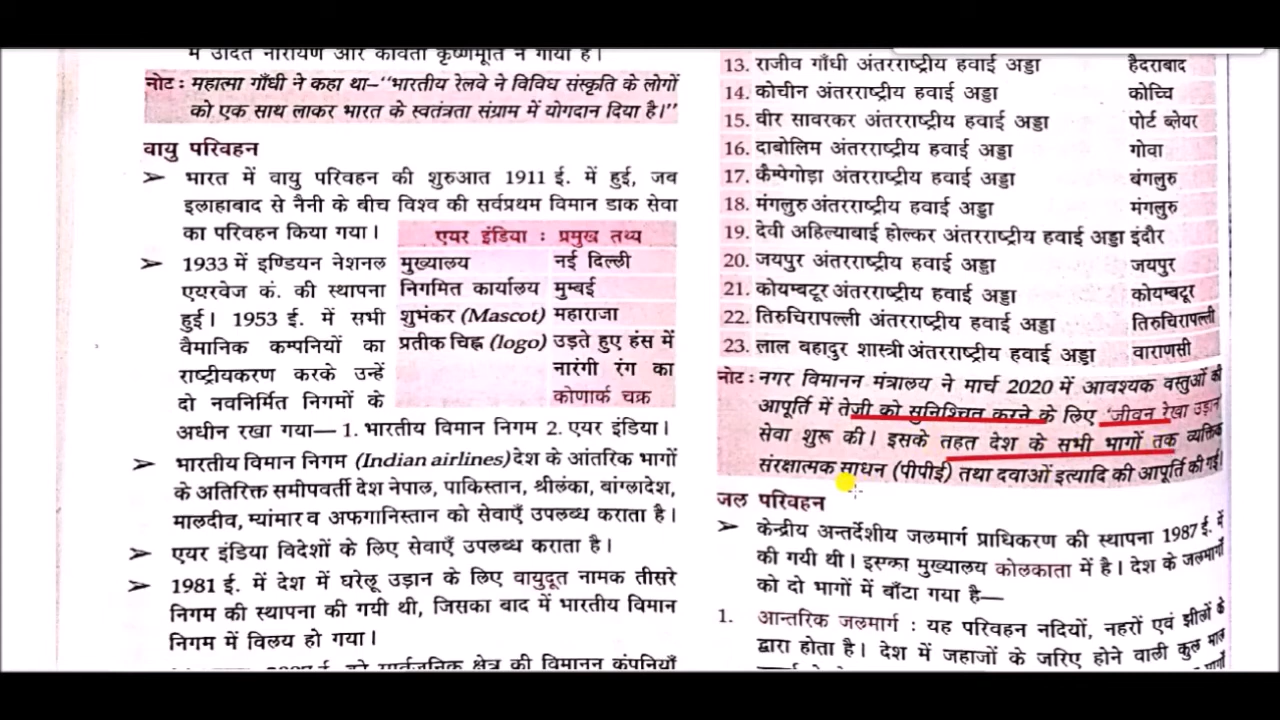 में उदित नारायण और कविता कृष्णमूर्ति ने गाया है।
नोट : महात्मा गाँधी ने कहा था–"भारतीय रेलवे ने विविध संस्कृति के लोगों
को एक साथ लाकर भारत के स्वतंत्रता संग्राम में योगदान दिया है।"
वायु परिवहन
➢ भारत में वायु परिवहन की शुरुआत 1911 ई. में हुई, जब
इलाहाबाद से नैनी के बीच विश्व की सर्वप्रथम विमान डाक सेवा
का परिवहन किया गया।
➢ 1933 में इण्डियन नेशनल
एयरवेज कं. की स्थापना
हुई। 1953 ई. में सभी
वैमानिक कम्पनियों का
राष्ट्रीयकरण करके उन्हें
दो नवनिर्मित निगमों के
एयर इंडिया : प्रमुख तथ्य
मुख्यालय नई दिल्ली
निगमित कार्यालय मुम्बई
शुभंकर (Mascot) महाराजा
प्रतीक चिह्न (logo) उड़ते हुए हंस में
नारंगी रंग का
कोणार्क चक्र
अधीन रखा गया— 1. भारतीय विमान निगम 2. एयर इंडिया।
➢ भारतीय विमान निगम (Indian airlines) देश के आंतरिक भागों
के अतिरिक्त समीपवर्ती देश नेपाल, पाकिस्तान, श्रीलंका, बांग्लादेश,
मालदीव, म्यांमार व अफगानिस्तान को सेवाएँ उपलब्ध कराता है।
➢ एयर इंडिया विदेशों के लिए सेवाएँ उपलब्ध कराता है।
➢ 1981 ई. में देश में घरेलू उड़ान के लिए वायुदूत नामक तीसरे
निगम की स्थापना की गयी थी, जिसका बाद में भारतीय विमान
निगम में विलय हो गया।
2007 ई. को सार्वजनिक क्षेत्र की विमानन कंपनियाँ
13. राजीव गाँधी अंतरराष्ट्रीय हवाई अड्डा हैदराबाद
14. कोचीन अंतरराष्ट्रीय हवाई अड्डा कोच्चि
15. वीर सावरकर अंतरराष्ट्रीय हवाई अड्डा पोर्ट ब्लेयर
16. दाबोलिम अंतरराष्ट्रीय हवाई अड्डा गोवा
17. कैम्पेगोड़ा अंतरराष्ट्रीय हवाई अड्डा बंगलुरु
18. मंगलुरु अंतरराष्ट्रीय हवाई अड्डा मंगलुरु
19. देवी अहिल्याबाई होल्कर अंतरराष्ट्रीय हवाई अड्डा इंदौर
20. जयपुर अंतरराष्ट्रीय हवाई अड्डा जयपुर
21. कोयम्बटूर अंतरराष्ट्रीय हवाई अड्डा कोयम्बटूर
22. तिरुचिरापल्ली अंतरराष्ट्रीय हवाई अड्डा तिरुचिरापल्ली
23. लाल बहादुर शास्त्री अंतरराष्ट्रीय हवाई अड्डा वाराणसी
नोट : नगर विमानन मंत्रालय ने मार्च 2020 में आवश्यक वस्तुओं की
आपूर्ति में तेजी को सुनिश्चित करने के लिए 'जीवन रेखा उड़ान'
सेवा शुरू की। इसके तहत देश के सभी भागों तक व्यक्तिक
संरक्षात्मक साधन (पीपीई) तथा दवाओं इत्यादि की आपूर्ति की गई।
जल परिवहन
➢ केन्द्रीय अन्तर्देशीय जलमार्ग प्राधिकरण की स्थापना 1987 ई. में
की गयी थी। इसका मुख्यालय कोलकाता में है। देश के जलमार्गों
को दो भागों में बाँटा गया है—
1. आन्तरिक जलमार्ग : यह परिवहन नदियों, नहरों एवं झीलों के
द्वारा होता है। देश में जहाजों के जरिए होने वाली कुल माल